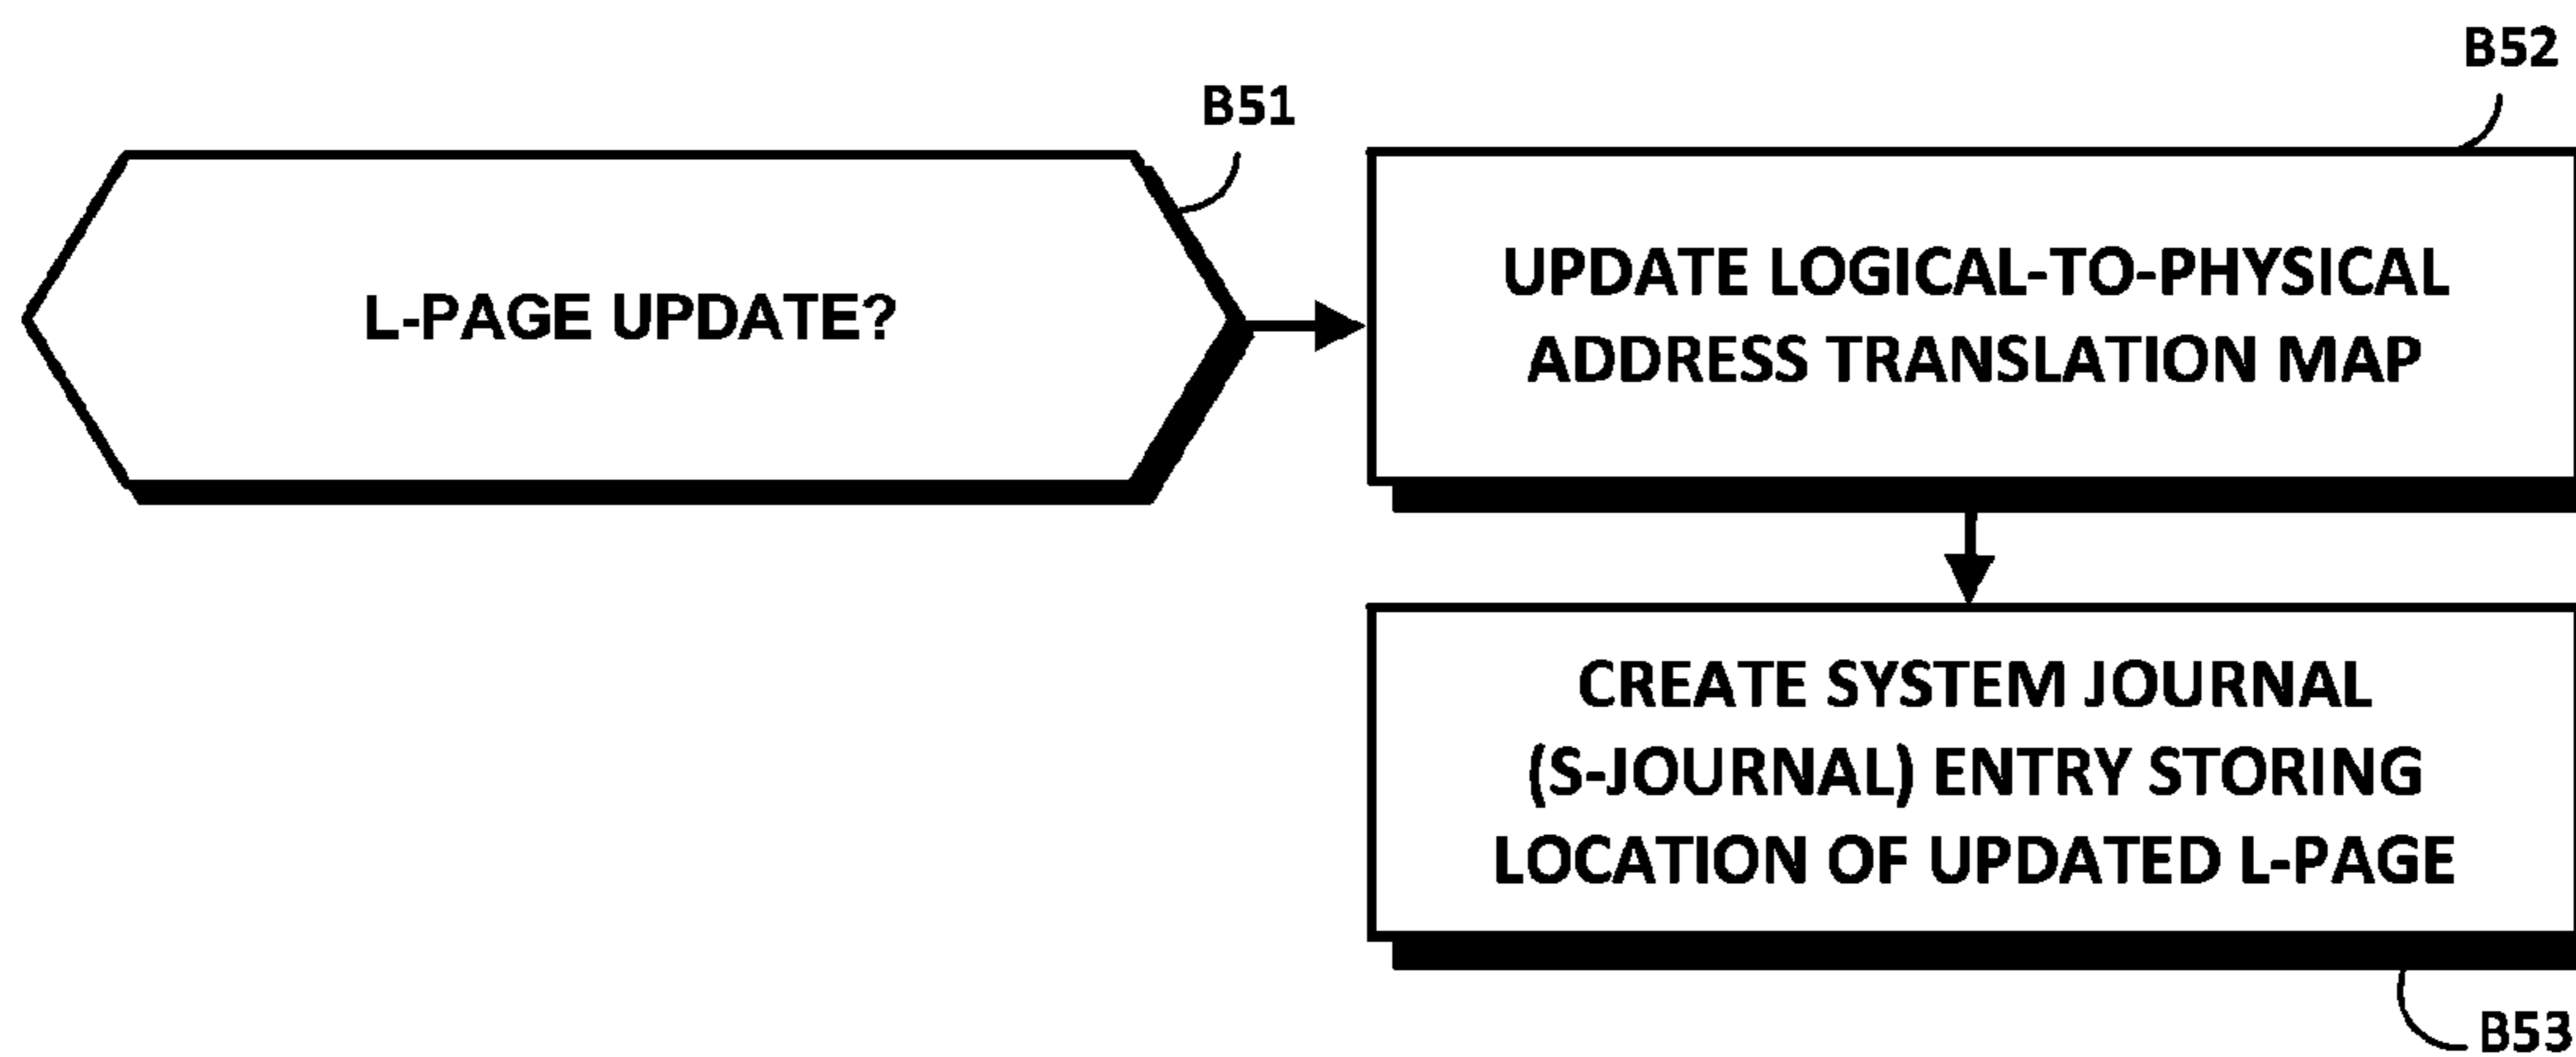 B51
B52
L-PAGE UPDATE?
UPDATE LOGICAL-TO-PHYSICAL
ADDRESS TRANSLATION MAP
CREATE SYSTEM JOURNAL
(S-JOURNAL) ENTRY STORING
LOCATION OF UPDATED L-PAGE
B53